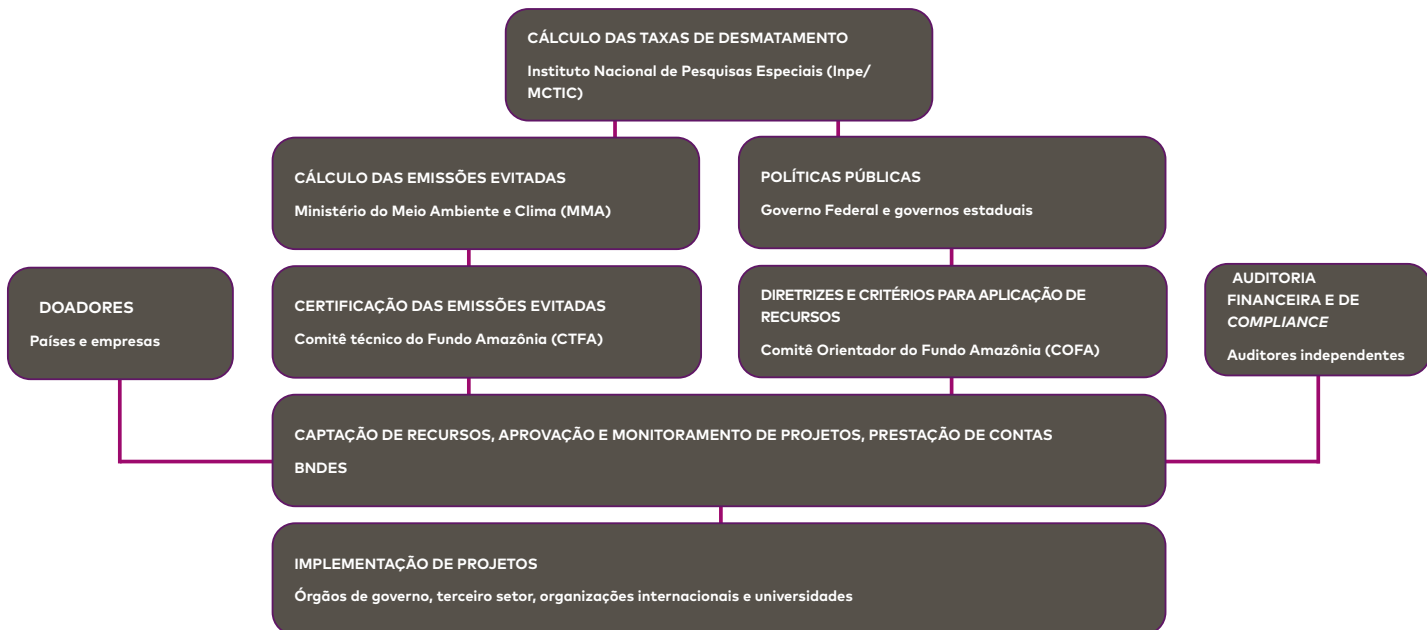 CÁLCULO DAS TAXAS DE DESMATAMENTO
Instituto Nacional de Pesquisas Especiais (Inpe/
MCTIC)
CÁLCULO DAS EMISSÕES EVITADAS
Ministério do Meio Ambiente e Clima (MMA)
POLÍTICAS PÚBLICAS
Governo Federal e governos estaduais
DOADORES
Países e empresas
CERTIFICAÇÃO DAS EMISSÕES EVITADAS
Comitê técnico do Fundo Amazônia (CTFA)
DIRETRIZES E CRITÉRIOS PARA APLICAÇÃO DE
RECURSOS
Comitê Orientador do Fundo Amazônia (COFA)
AUDITORIA
FINANCEIRA E DE
COMPLIANCE
Auditores independentes
CAPTAÇÃO DE RECURSOS, APROVAÇÃO E MONITORAMENTO DE PROJETOS, PRESTAÇÃO DE CONTAS
BNDES
IMPLEMENTAÇÃO DE PROJETOS
Órgãos de governo, terceiro setor, organizações internacionais e universidades